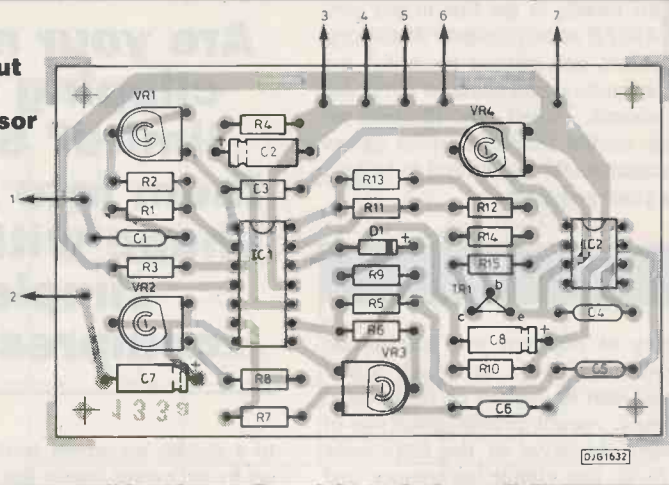 ut
sor
3 4 5 6 7
VR1
VR4
R4
C2
+
R2
C3
R13
R1
R11
R12
1
C1
IC1
D1
+
R14
IC2
R3
R9
R15
VR2
R5
TR1
b
c
e
C4
2
R6
C8
+
VR3
C7
+
R8
R10
C5
R7
C6
DJG1632